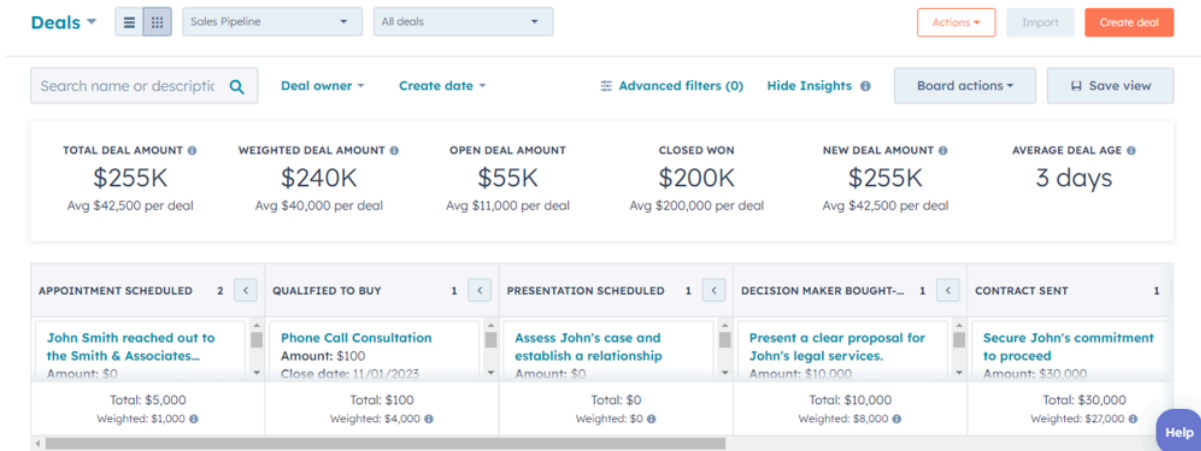 Deals
Sales Pipeline
All deals
Actions
Import
Create deal
Search name or descriptic
Deal owner
Create date
Advanced filters (0)
Hide Insights
Board actions
Save view
TOTAL DEAL AMOUNT
$255K
Avg $42,500 per deal
WEIGHTED DEAL AMOUNT
$240K
Avg $40,000 per deal
OPEN DEAL AMOUNT
$55K
Avg $11,000 per deal
CLOSED WON
$200K
Avg $200,000 per deal
NEW DEAL AMOUNT
$255K
Avg $42,500 per deal
AVERAGE DEAL AGE
3 days
APPOINTMENT SCHEDULED 2
John Smith reached out to
the Smith & Associates...
Amount: $0
Total: $5,000
Weighted: $1,000
QUALIFIED TO BUY 1
Phone Call Consultation
Amount: $100
Close date: 11/01/2023
Total: $100
Weighted: $4,000
PRESENTATION SCHEDULED 1
Assess John's case and
establish a relationship
Amount: $0
Total: $0
Weighted: $0
DECISION MAKER BOUGHT-... 1
Present a clear proposal for
John's legal services.
Amount: $10,000
Total: $10,000
Weighted: $8,000
CONTRACT SENT 1
Secure John's commitment
to proceed
Amount: $30,000
Total: $30,000
Weighted: $27,000
Help